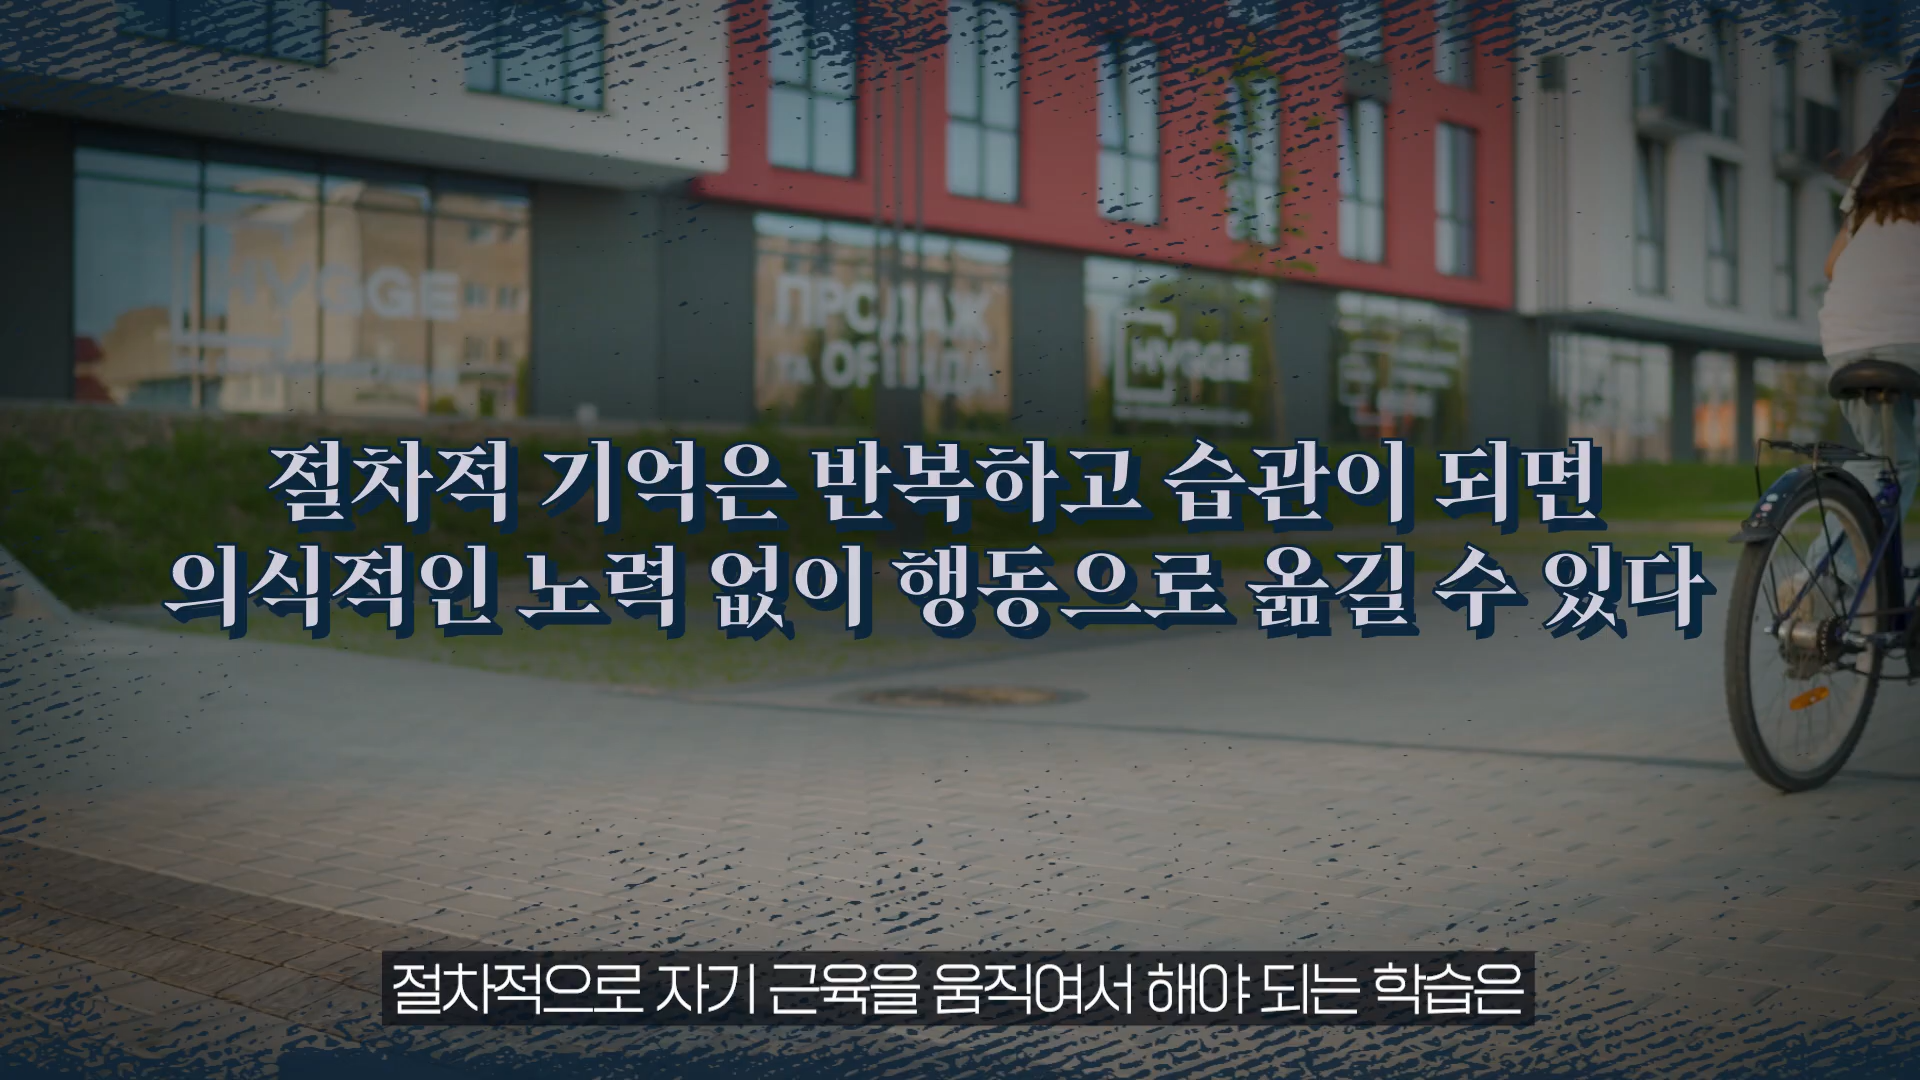 HYGGE
ПРОДАЖ
ТА
HYGGE
절차적 기억은 반복하고 습관이 되면
의식적인 노력 없이 행동으로 옮길 수 있다
절차적으로 자기 근육을 움직여서 해야 되는 학습은